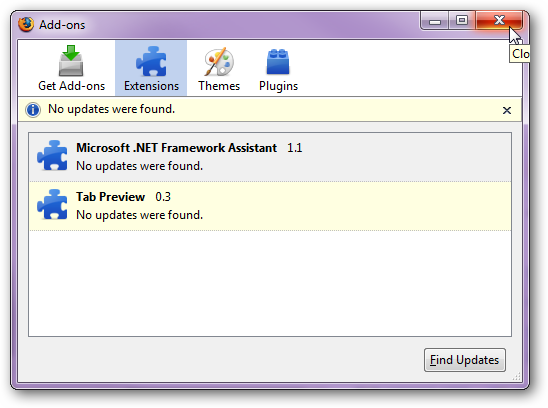 Add-ons
Clo
Get Add-ons Extensions Themes Plugins
No updates were found.
Microsoft .NET Framework Assistant 1.1
No updates were found.
Tab Preview 0.3
No updates were found.
Find Updates